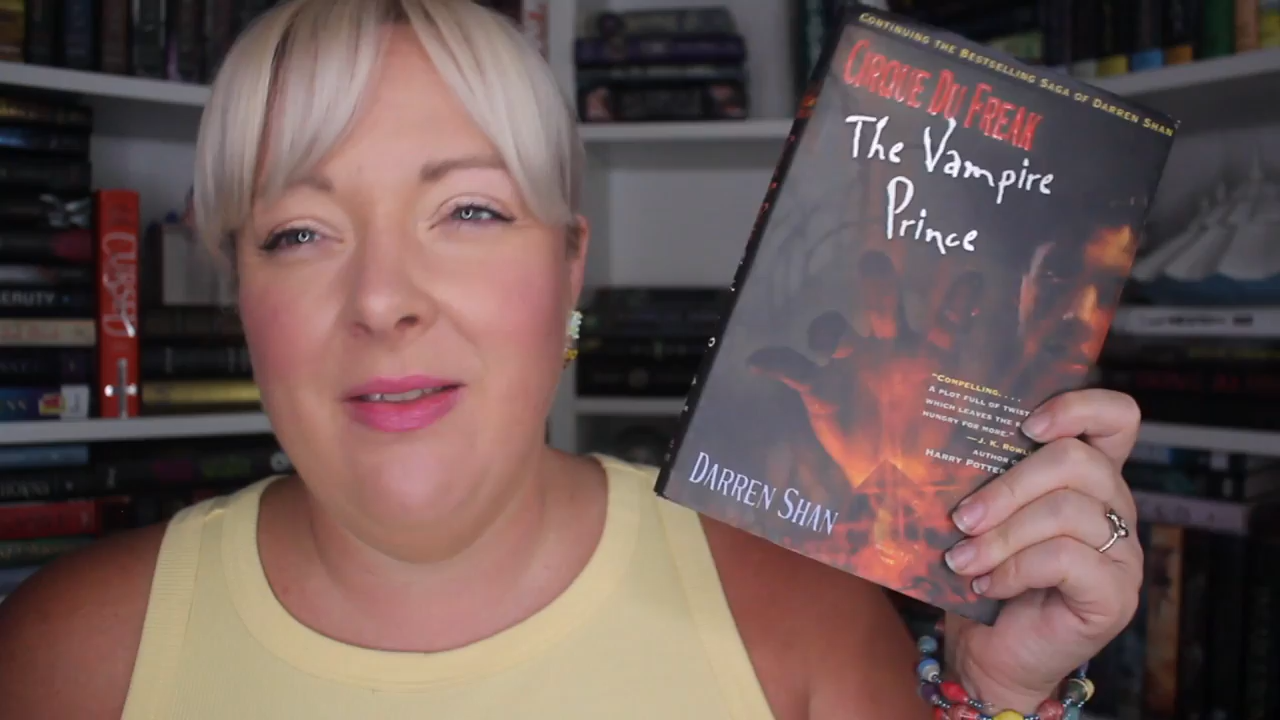 CONTINUING THE BESTSELLING SAGA OF DARREN SHAN
CIRQUE DU FREAK
The Vampire
Prince
"COMPELLING. . . .
A PLOT FULL OF TWIST
WHICH LEAVES THE
HUNGRY FOR MORE."
—J. K. ROWL
AUTHOR
HARRY POTTER
DARREN SHAN
CURSED